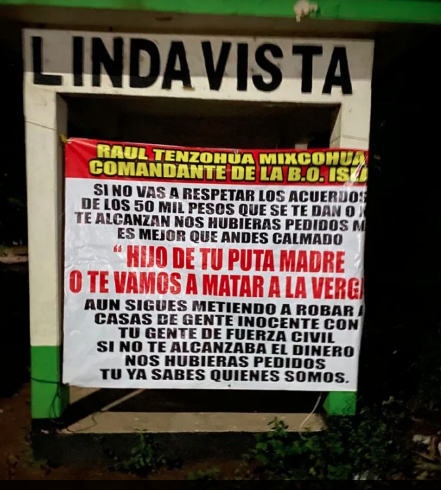 LINDA VISTA
RAUL TENZOHUA MIXCOHUA
COMANDANTE DE LA B.O.
SI NO VAS A RESPETAR LOS ACUERDOS
DE LOS 50 MIL PESOS QUE SE TE DAN O
TE ALCANZAN NOS HUBIERAS PEDIDOS
ES MEJOR QUE ANDES CALMADO
“ HIJO DE TU PUTA MADRE
O TE VAMOS A MATAR A LA VERGA
AUN SIGUES METIENDO A ROBAR A
CASAS DE GENTE INOCENTE CON
TU GENTE DE FUERZA CIVIL
SI NO TE ALCANZABA EL DINERO
NOS HUBIERAS PEDIDOS
TU YA SABES QUIENES SOMOS.